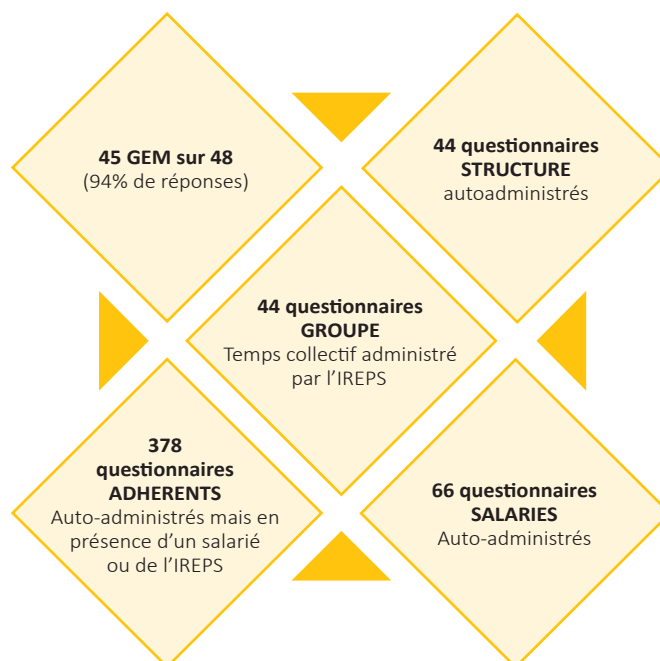 45 GEM sur 48
(94% de réponses)
44 questionnaires
STRUCTURE
autoadministrés
44 questionnaires
GROUPE
Temps collectif administré
par l’IREPS
378
questionnaires
ADHERENTS
Auto-administrés mais en
présence d’un salarié
ou de l’IREPS
66 questionnaires
SALARIES
Auto-administrés